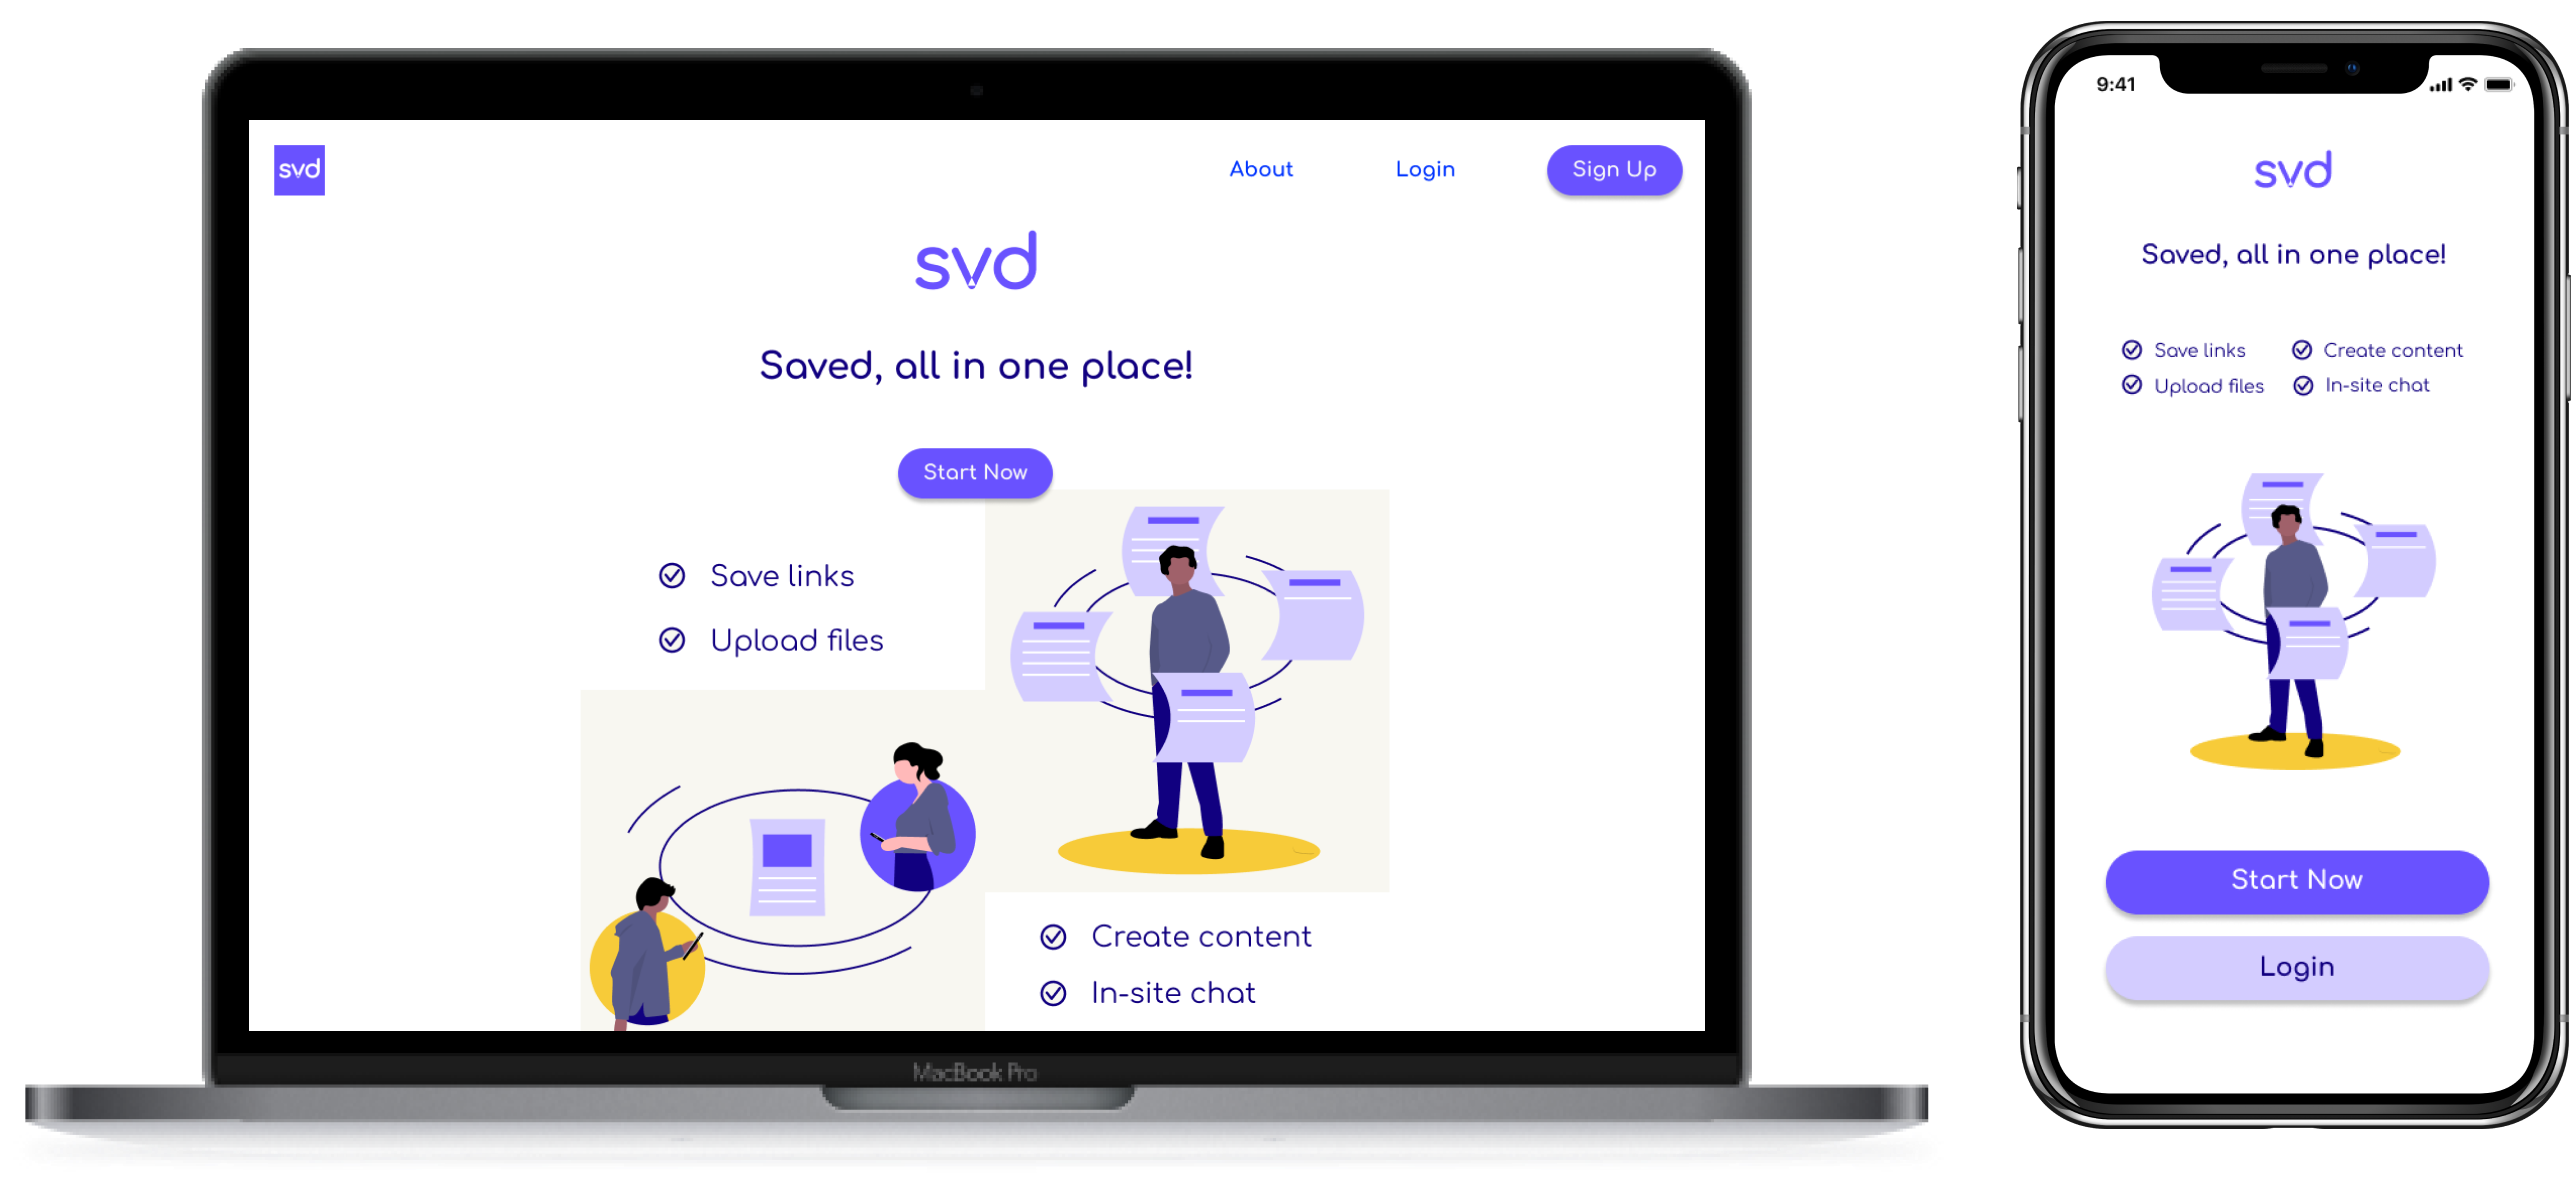 svd
About
Login
Sign Up
svd
Saved, all in one place!
Start Now
Save links
Upload files
Create content
In-site chat
MacBook Pro
9:41
svd
Saved, all in one place!
Save links
Create content
Upload files
In-site chat
Start Now
Login